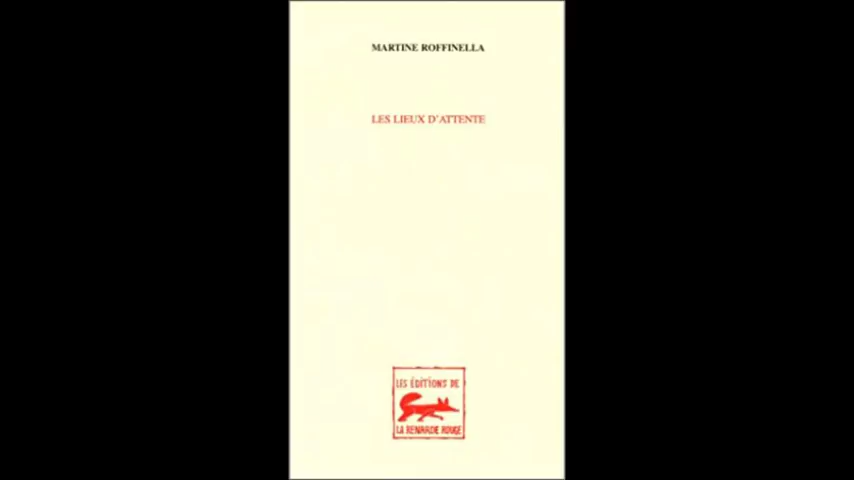 MARTINE ROFFINELLA
LES LIEUX D'ATTENTE
LES ÉDITIONS DE
LA RENARDE ROUGE